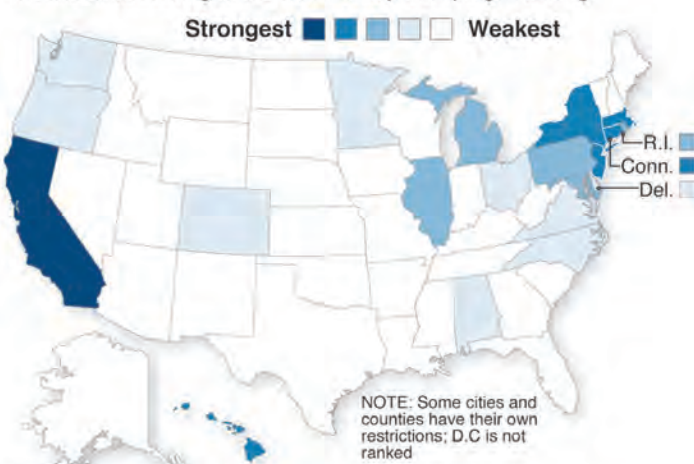 Strongest Weakest
R.I.
Conn.
Del.
NOTE: Some cities and
counties have their own
restrictions; D.C is not
ranked